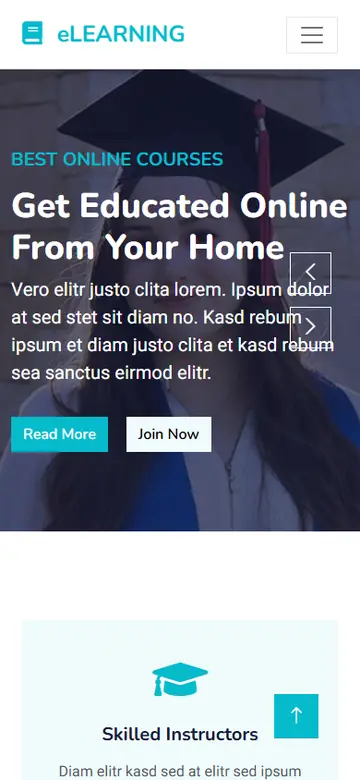 eLEARNING
BEST ONLINE COURSES
Get Educated Online
From Your Home
Vero elitr justo clita lorem. Ipsum dolor
at sed stet sit diam no. Kasd rebum
ipsum et diam justo clita et kasd rebum
sea sanctus eirmod elitr.
Read More
Join Now
Skilled Instructors
Diam elitr kasd sed at elitr sed ipsum